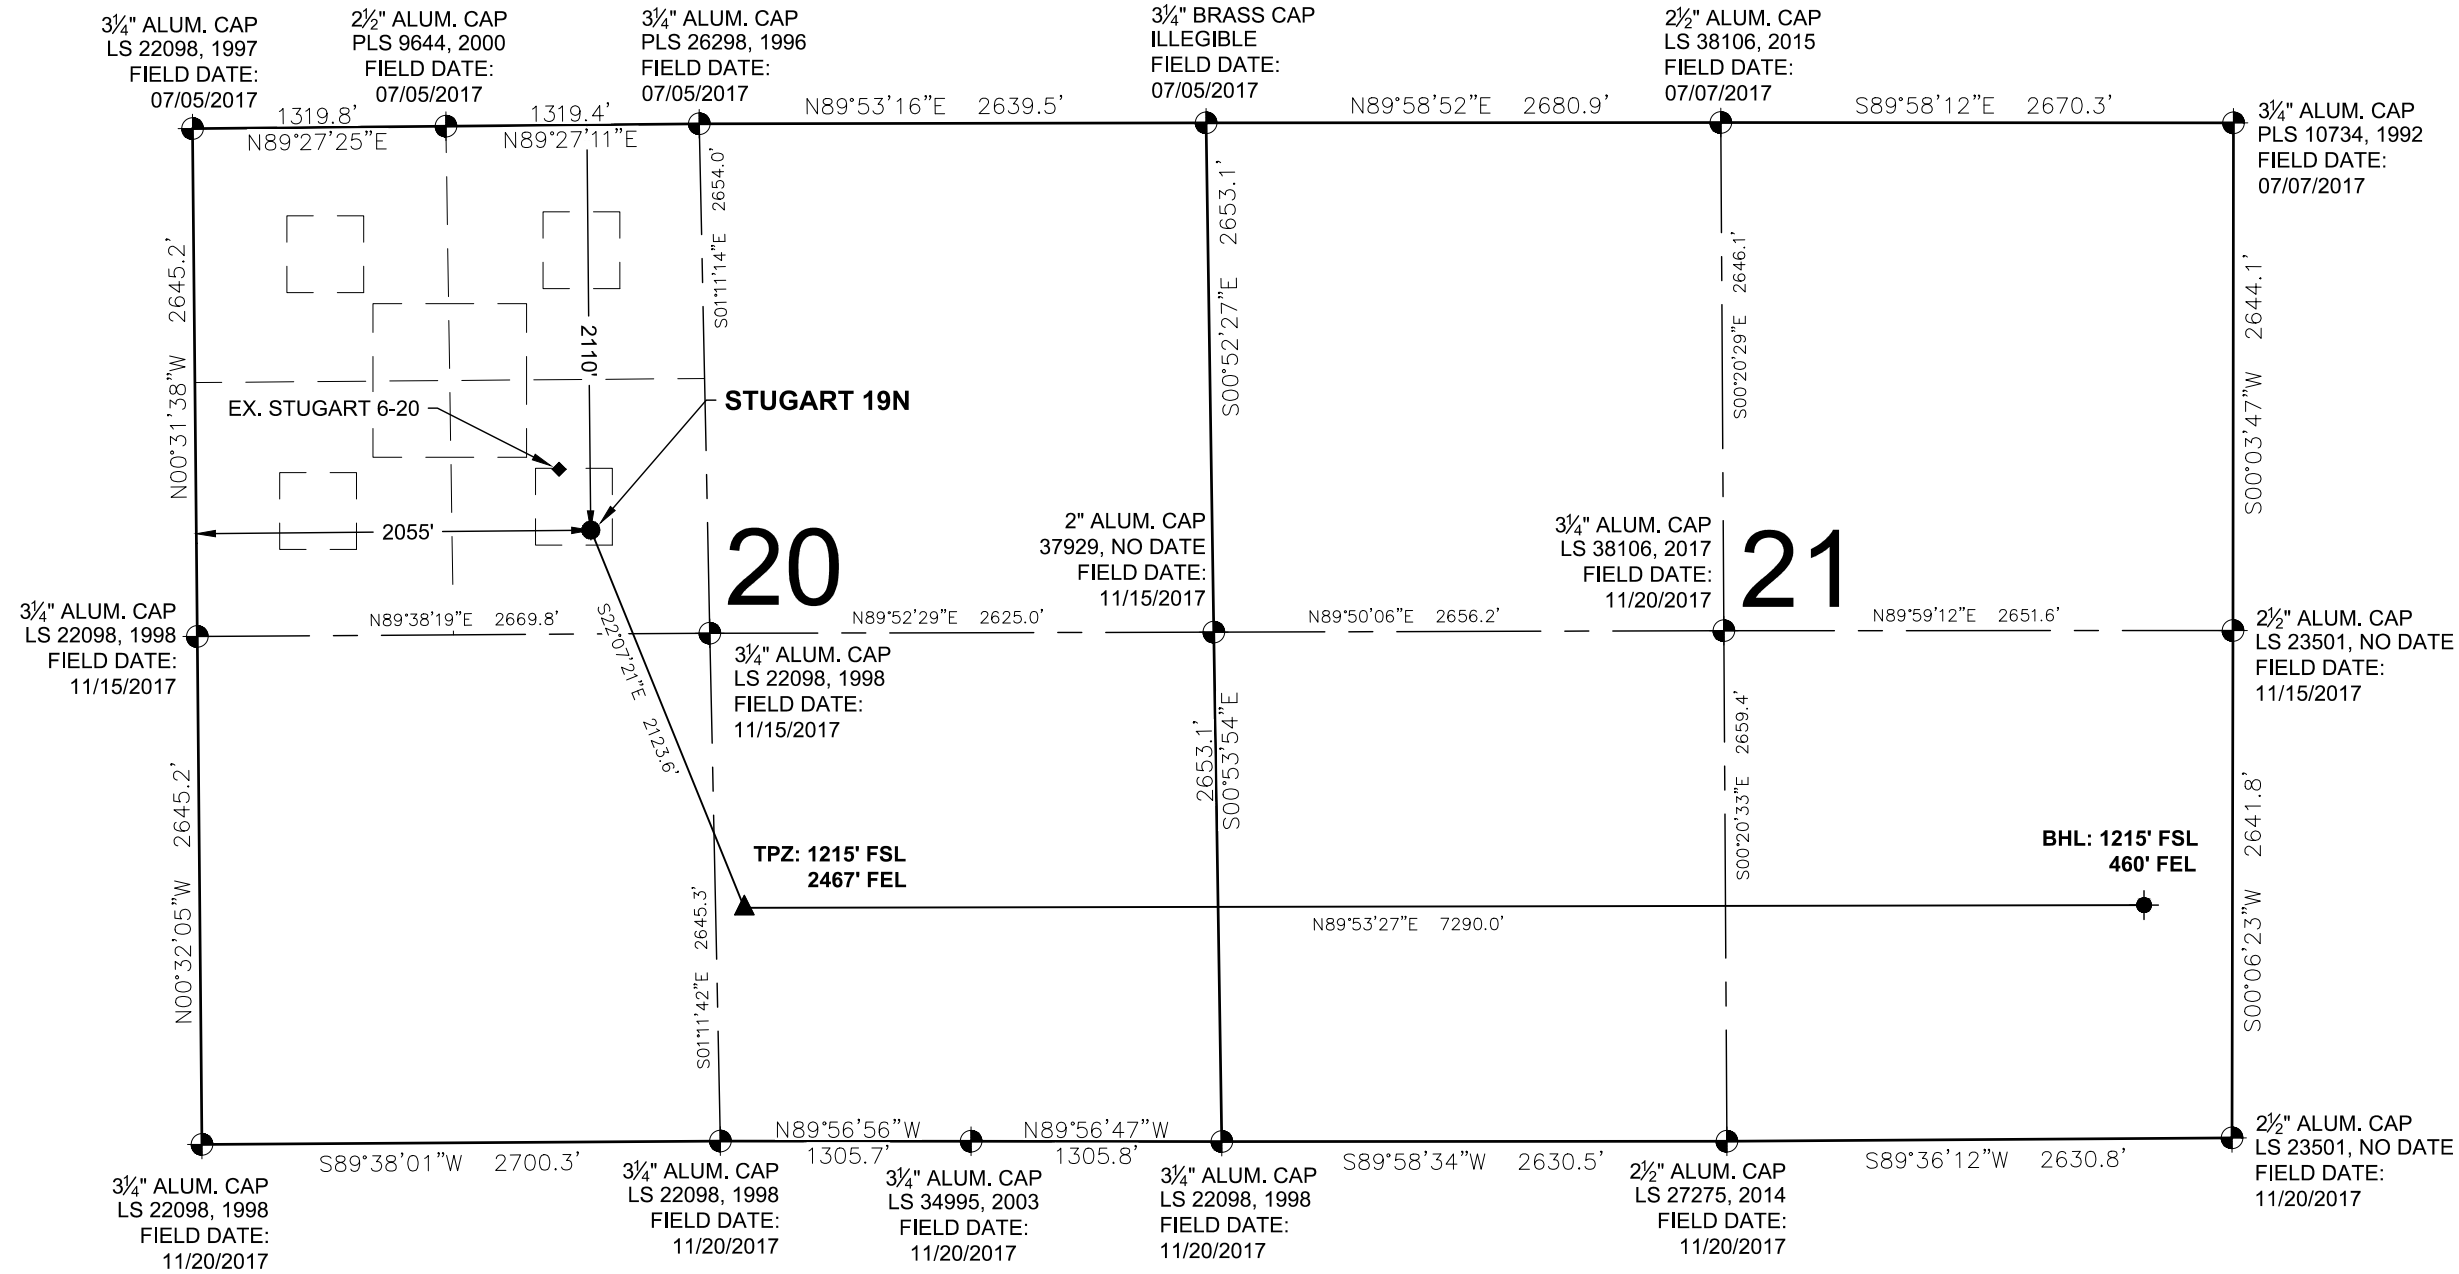 3¼" ALUM. CAP
LS 22098, 1997
FIELD DATE:
07/05/2017
2½" ALUM. CAP
PLS 9644, 2000
FIELD DATE:
07/05/2017
3¼" ALUM. CAP
PLS 26298, 1996
FIELD DATE:
07/05/2017
3¼" BRASS CAP
ILLEGIBLE
FIELD DATE:
07/05/2017
2½" ALUM. CAP
LS 38106, 2015
FIELD DATE:
07/07/2017
3¼" ALUM. CAP
PLS 10734, 1992
FIELD DATE:
07/07/2017
1319.8'
N89°27'25"E
1319.4'
N89°27'11"E
N89°53'16"E 2639.5'
N89°58'52"E 2680.9'
S89°58'12"E 2670.3'
N00°31'38"W 2645.2'
S01°11'14"E 2654.0'
S00°52'27"E 2653.1'
S00°20'29"E 2646.1'
S00°03'47"W 2644.1'
2110'
EX. STUGART 6-20
STUGART 19N
2055'
20
21
2" ALUM. CAP
37929, NO DATE
FIELD DATE:
11/15/2017
3¼" ALUM. CAP
LS 38106, 2017
FIELD DATE:
11/20/2017
3¼" ALUM. CAP
LS 22098, 1998
FIELD DATE:
11/15/2017
N89°38'19"E 2669.8'
N89°52'29"E 2625.0'
N89°50'06"E 2656.2'
N89°59'12"E 2651.6'
2½" ALUM. CAP
LS 23501, NO DATE
FIELD DATE:
11/15/2017
3¼" ALUM. CAP
LS 22098, 1998
FIELD DATE:
11/15/2017
S22°07'21"E 2123.6'
N00°32'05"W 2645.2'
S01°11'42"E 2645.3'
2653.1'
S00°53'54"E
S00°20'33"E 2659.4'
S00°06'23"W 2641.8'
TPZ: 1215' FSL
2467' FEL
BHL: 1215' FSL
460' FEL
N89°53'27"E 7290.0'
S89°38'01"W 2700.3'
N89°56'56"W
1305.7'
N89°56'47"W
1305.8'
S89°58'34"W 2630.5'
S89°36'12"W 2630.8'
3¼" ALUM. CAP
LS 22098, 1998
FIELD DATE:
11/20/2017
3¼" ALUM. CAP
LS 22098, 1998
FIELD DATE:
11/20/2017
3¼" ALUM. CAP
LS 34995, 2003
FIELD DATE:
11/20/2017
3¼" ALUM. CAP
LS 22098, 1998
FIELD DATE:
11/20/2017
2½" ALUM. CAP
LS 27275, 2014
FIELD DATE:
11/20/2017
2½" ALUM. CAP
LS 23501, NO DATE
FIELD DATE:
11/20/2017